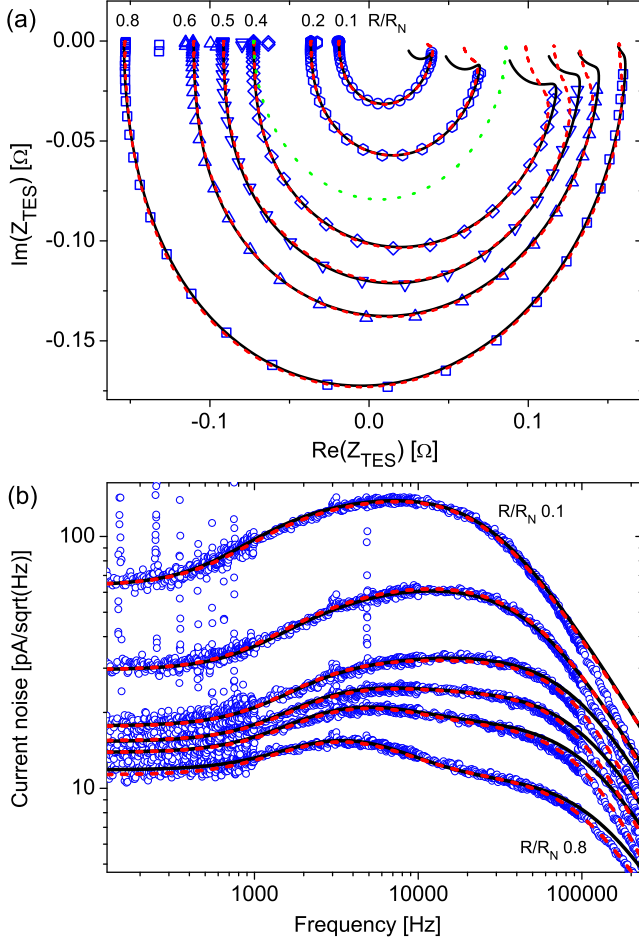 (a)
0.8 0.6 0.5 0.4 0.2 0.1 R/R_N
0.00
-0.05
-0.10
-0.15
Im(Z_TES) [Ω]
-0.1 0.0 0.1
Re(Z_TES) [Ω]
(b)
R/R_N 0.1
100
10
Current noise [pA/sqrt(Hz)]
R/R_N 0.8
1000 10000 100000
Frequency [Hz]